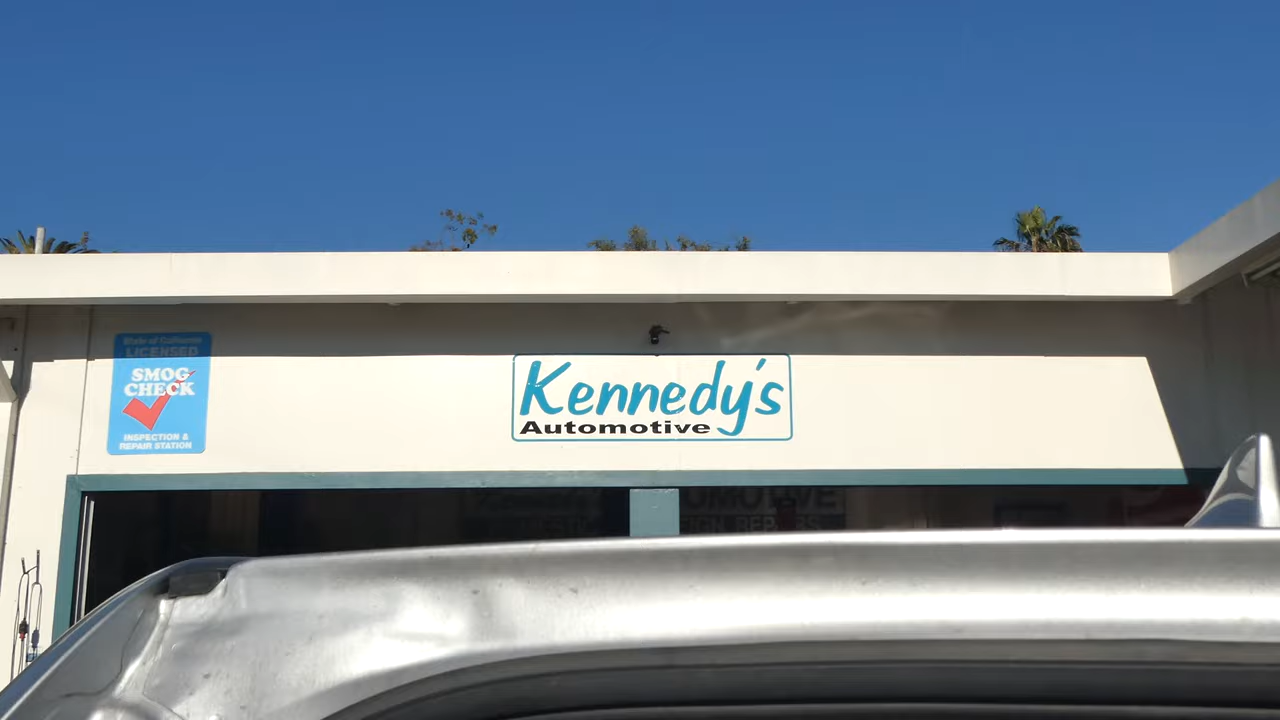 State of California
LICENSED
SMOG
CHECK
INSPECTION &
REPAIR STATION
Kennedy's
Automotive